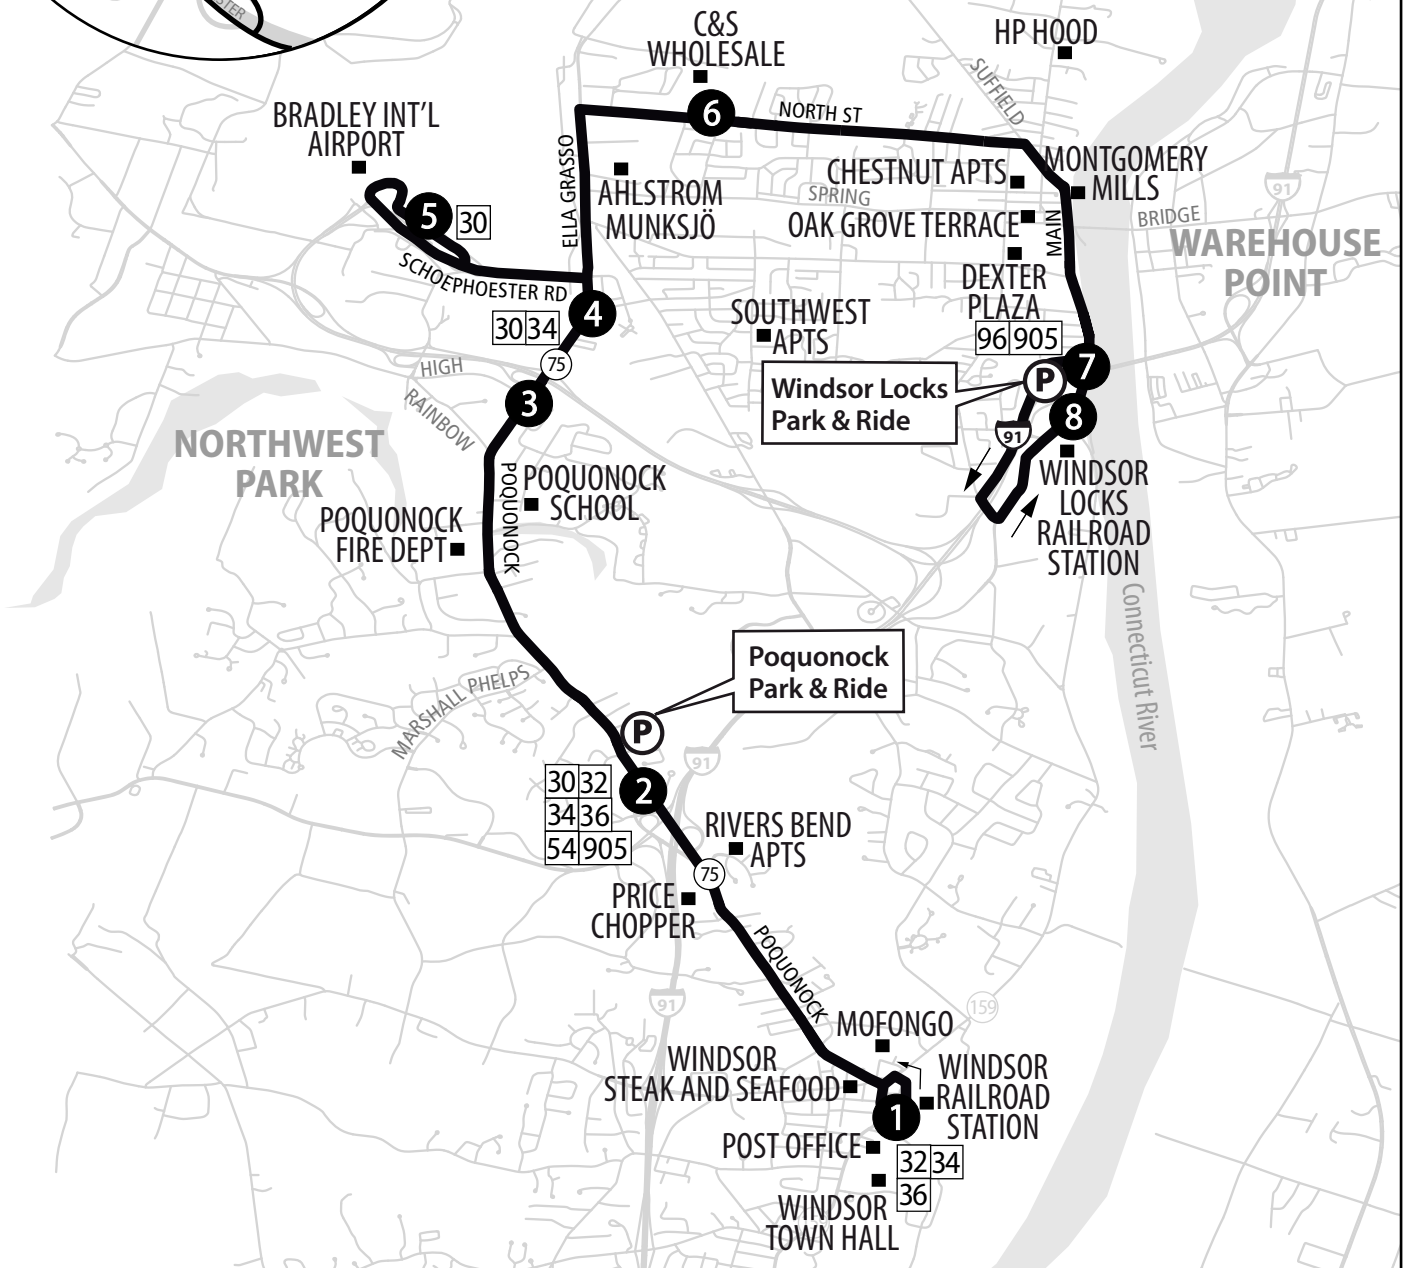 C&S
WHOLESALE
HP HOOD
SUFFIELD
BRADLEY INT'L
AIRPORT
6
NORTH ST
ELLA GRASSO
AHLSTROM
MUNKSJÖ
CHESTNUT APTS
MONTGOMERY
MILLS
SPRING
OAK GROVE TERRACE
MAIN
BRIDGE
91
WAREHOUSE
POINT
5
30
SCHOEPHOESTER RD
DEXTER
PLAZA
96 905
4
30 34
SOUTHWEST
APTS
75
HIGH
7
P
Windsor Locks
Park & Ride
3
RAINBOW
8
91
NORTHWEST
PARK
WINDSOR
LOCKS
RAILROAD
STATION
POQUONOCK
POQUONOCK
SCHOOL
POQUONOCK
FIRE DEPT
Connecticut River
Poquonock
Park & Ride
MARSHALL PHELPS
P
91
30 32
34 36
54 905
2
RIVERS BEND
APTS
75
PRICE
CHOPPER
POQUONOCK
91
159
MOFONGO
WINDSOR
STEAK AND SEAFOOD
WINDSOR
RAILROAD
STATION
1
POST OFFICE
32 34
36
WINDSOR
TOWN HALL